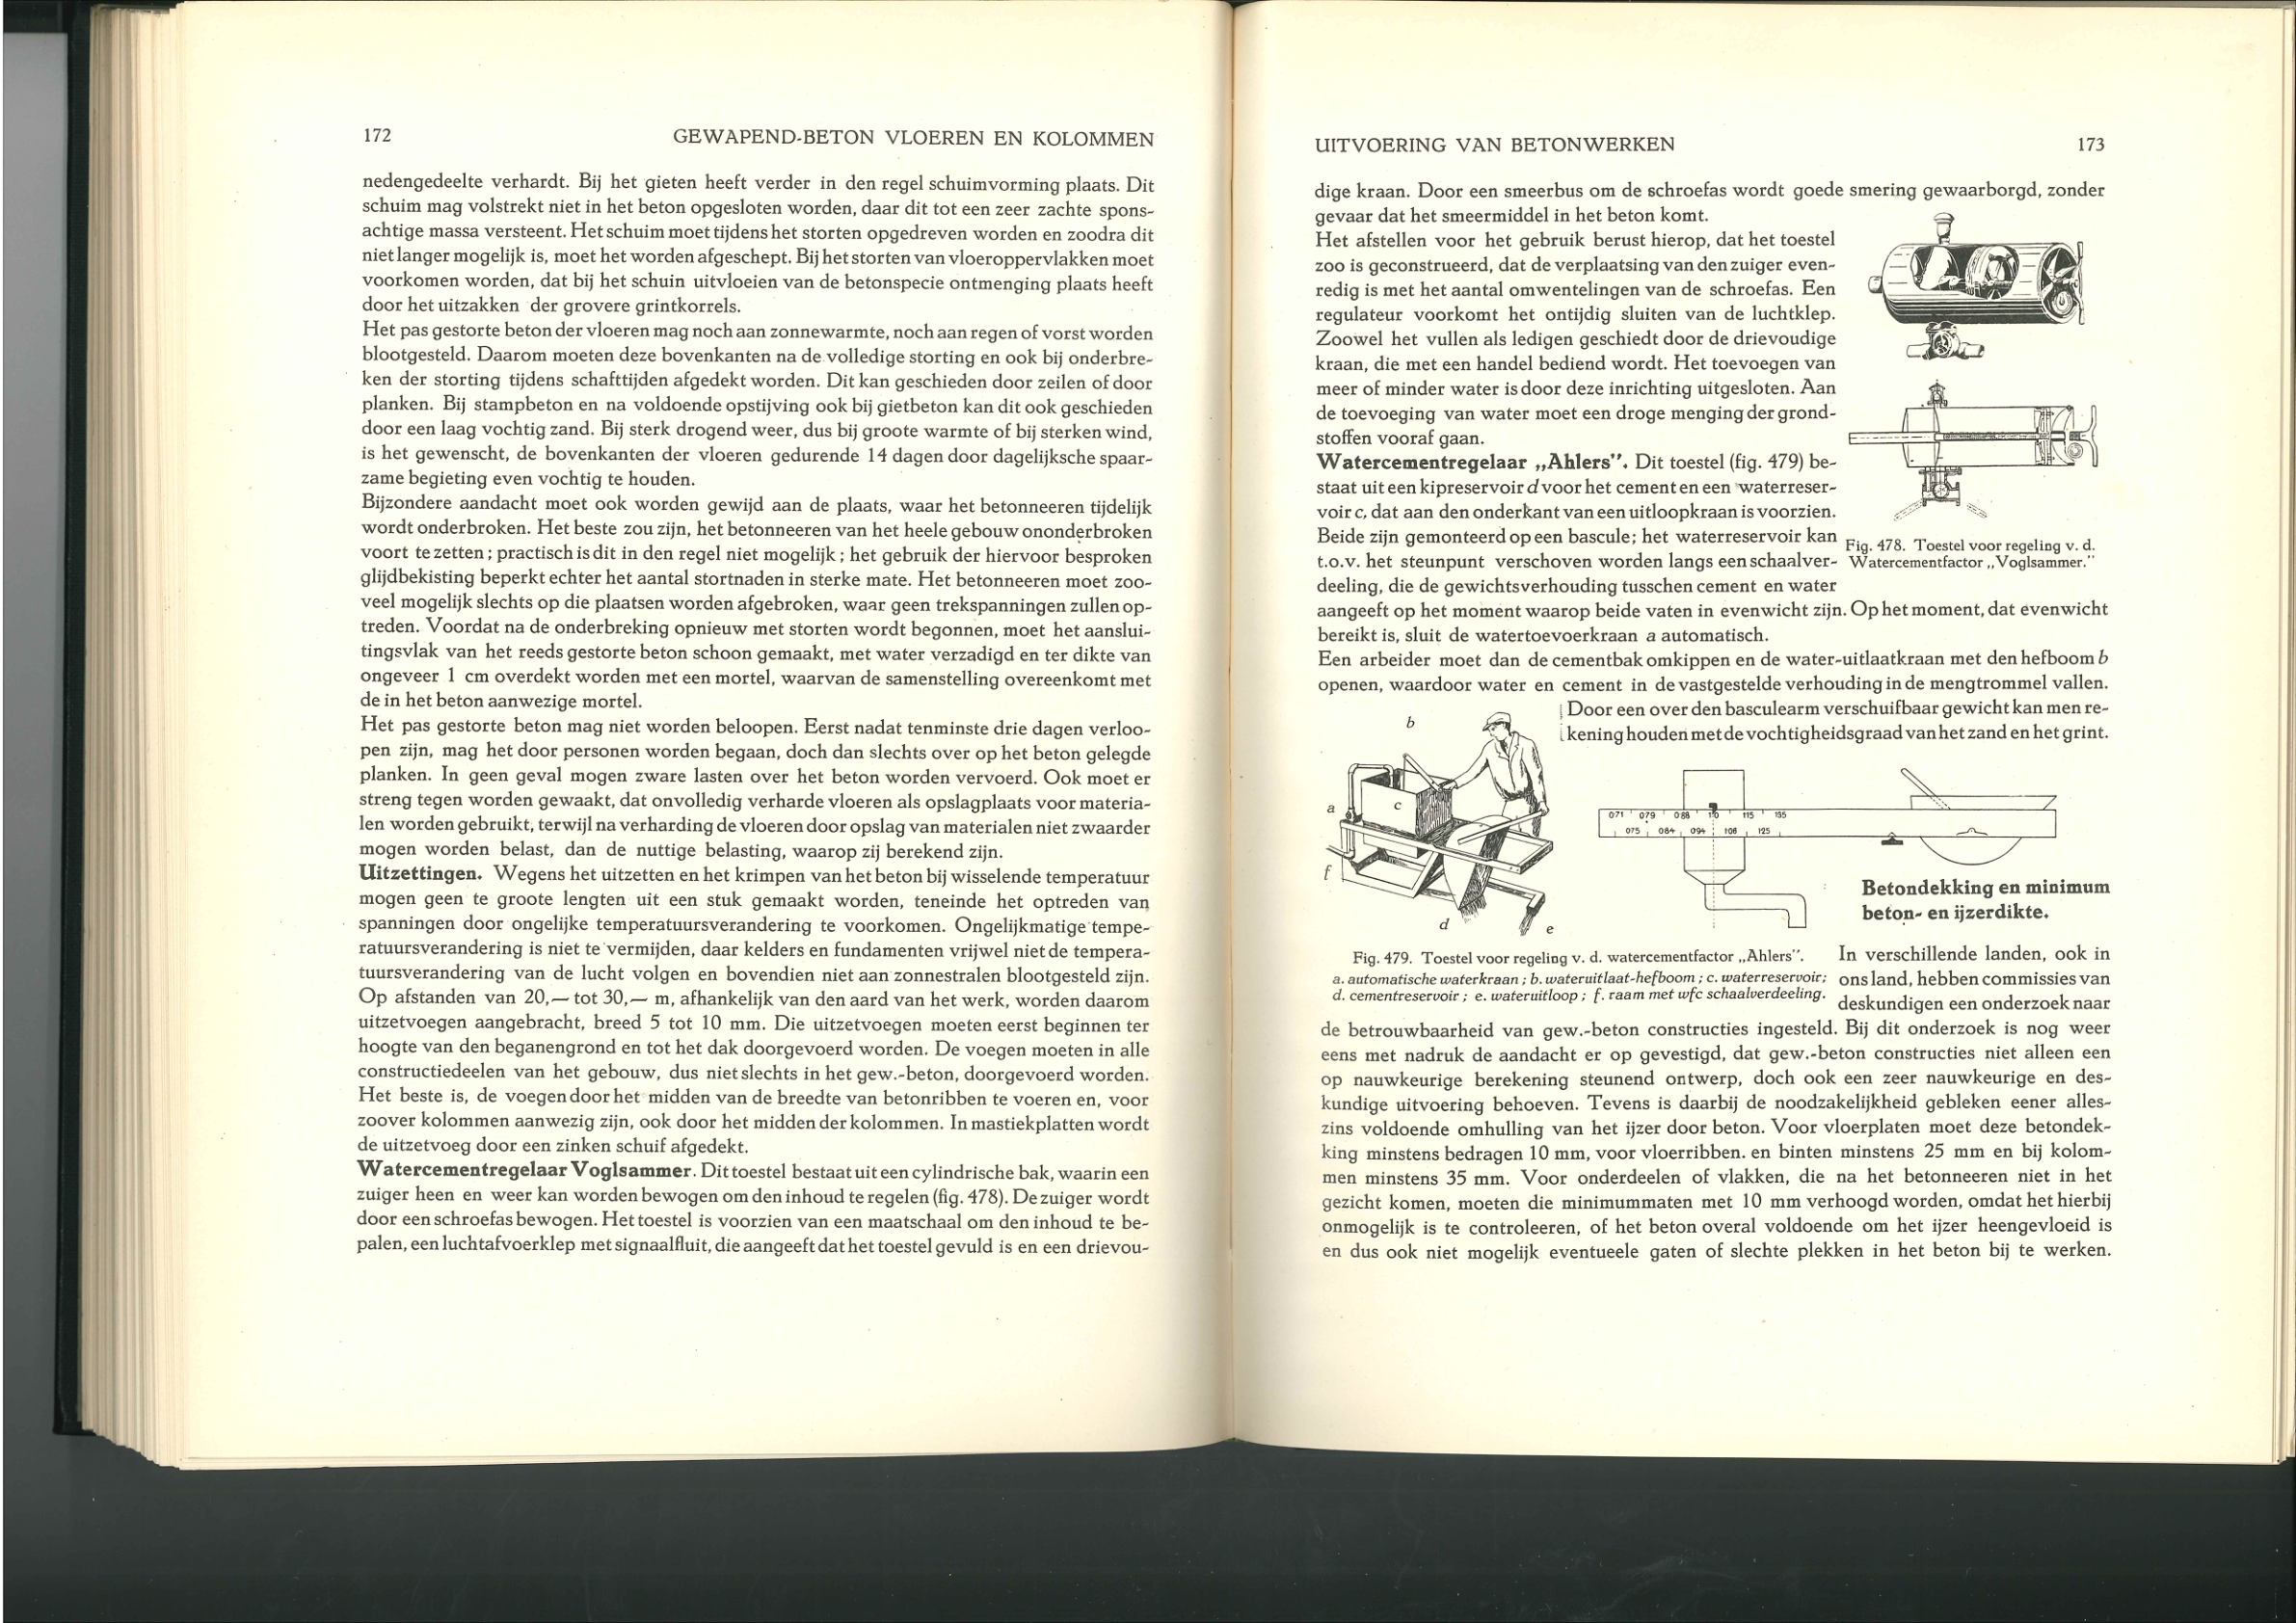 172 GEWAPEND-BETON VLOEREN EN KOLOMMEN
nedengedeelte verhardt. Bij het gieten heeft verder in den regel schuimvorming plaats. Dit
schuim mag volstrekt niet in het beton opgesloten worden, daar dit tot een zeer zachte spons-
achtige massa versteent. Het schuim moet tijdens het storten opgedreven worden en zoodra dit
niet langer mogelijk is, moet het worden afgeschept. Bij het storten van vloeroppervlakken moet
voorkomen worden, dat bij het schuin uitvloeien van de betonspecie ontmenging plaats heeft
door het uitzakken der grovere grintkorrels.
Het pas gestorte beton der vloeren mag noch aan zonnewarmte, noch aan regen of vorst worden
blootgesteld. Daarom moeten deze bovenkanten na de volledige storting en ook bij onderbre-
ken der storting tijdens schafttijden afgedekt worden. Dit kan geschieden door zeilen of door
planken. Bij stampbeton en na voldoende opstijving ook bij gietbeton kan dit ook geschieden
door een laag vochtig zand. Bij sterk drogend weer, dus bij groote warmte of bij sterken wind,
is het gewenscht, de bovenkanten der vloeren gedurende 14 dagen door dagelijksche spaar-
zame begieting even vochtig te houden.
Bijzondere aandacht moet ook worden gewijd aan de plaats, waar het betonneeren tijdelijk
wordt onderbroken. Het beste zou zijn, het betonneeren van het heele gebouw ononderbroken
voort te zetten; practisch is dit in den regel niet mogelijk; het gebruik der hiervoor besproken
glijdbekisting beperkt echter het aantal stortnaden in sterke mate. Het betonneeren moet zoo-
veel mogelijk slechts op die plaatsen worden afgebroken, waar geen trekspanningen zullen op-
treden. Voordat na de onderbreking opnieuw met storten wordt begonnen, moet het aanslui-
tingsvlak van het reeds gestorte beton schoon gemaakt, met water verzadigd en ter dikte van
ongeveer 1 cm overdekt worden met een mortel, waarvan de samenstelling overeenkomt met
de in het beton aanwezige mortel.
Het pas gestorte beton mag niet worden beloopen. Eerst nadat tenminste drie dagen verloo-
pen zijn, mag het door personen worden begaan, doch dan slechts over op het beton gelegde
planken. In geen geval mogen zware lasten over het beton worden vervoerd. Ook moet er
streng tegen worden gewaakt, dat onvolledig verharde vloeren als opslagplaats voor materia-
len worden gebruikt, terwijl na verharding de vloeren door opslag van materialen niet zwaarder
mogen worden belast, dan de nuttige belasting, waarop zij berekend zijn.
Uitzettingen. Wegens het uitzetten en het krimpen van het beton bij wisselende temperatuur
mogen geen te groote lengten uit een stuk gemaakt worden, teneinde het optreden van
spanningen door ongelijke temperatuursverandering te voorkomen. Ongelijkmatige tempe-
ratuursverandering is niet te vermijden, daar kelders en fundamenten vrijwel niet de tempera-
tuursverandering van de lucht volgen en bovendien niet aan zonnestralen blootgesteld zijn.
Op afstanden van 20,— tot 30,— m, afhankelijk van den aard van het werk, worden daarom
uitzetvoegen aangebracht, breed 5 tot 10 mm. Die uitzetvoegen moeten eerst beginnen ter
hoogte van den beganengrond en tot het dak doorgevoerd worden. De voegen moeten in alle
constructiedeelen van het gebouw, dus niet slechts in het gew.-beton, doorgevoerd worden.
Het beste is, de voegen door het midden van de breedte van betonribben te voeren en, voor
zoover kolommen aanwezig zijn, ook door het midden der kolommen. In mastiekplatten wordt
de uitzetvoeg door een zinken schuif afgedekt.
Watercementregelaar Voglsammer. Dit toestel bestaat uit een cylindrische bak, waarin een
zuiger heen en weer kan worden bewogen om den inhoud te regelen (fig. 478). De zuiger wordt
door een schroefas bewogen. Het toestel is voorzien van een maatschaal om den inhoud te be-
palen, een luchtafvoerklep met signaalfluit, die aangeeft dat het toestel gevuld is en een drievou-
UITVOERING VAN BETONWERKEN 173
dige kraan. Door een smeerbus om de schroefas wordt goede smering gewaarborgd, zonder
gevaar dat het smeermiddel in het beton komt.
Het afstellen voor het gebruik berust hierop, dat het toestel
zoo is geconstrueerd, dat de verplaatsing van den zuiger even-
redig is met het aantal omwentelingen van de schroefas. Een
regulateur voorkomt het ontijdig sluiten van de luchtklep.
Zoowel het vullen als ledigen geschiedt door de drievoudige
kraan, die met een handel bediend wordt. Het toevoegen van
meer of minder water is door deze inrichting uitgesloten. Aan
de toevoeging van water moet een droge menging der grond-
stoffen vooraf gaan.
Watercementregelaar „Ahlers”. Dit toestel (fig. 479) be-
staat uit een kipreservoir d voor het cement en een waterreser-
voir c, dat aan den onderkant van een uitloopkraan is voorzien.
Beide zijn gemonteerd op een bascule; het waterreservoir kan
t.o.v. het steunpunt verschoven worden langs een schaalver-
deeling, die de gewichtsverhouding tusschen cement en water
Fig. 478. Toestel voor regeling v. d.
Watercementfactor „Voglsammer.”
aangeeft op het moment waarop beide vaten in evenwicht zijn. Op het moment, dat evenwicht
bereikt is, sluit de watertoevoerkraan a automatisch.
Een arbeider moet dan de cementbak omkippen en de water-uitlaatkraan met den hefboom b
openen, waardoor water en cement in de vastgestelde verhouding in de mengtrommel vallen.
Door een over den basculearm verschuifbaar gewicht kan men re-
kening houden met de vochtigheidsgraad van het zand en het grint.
b
a
c
f
d
e
071 079 088 110 115 135
075 084 094 106 125
Fig. 479. Toestel voor regeling v. d. watercementfactor „Ahlers”.
a. automatische waterkraan; b. wateruitlaat-hefboom; c. waterreservoir;
d. cementreservoir; e. wateruitloop; f. raam met wfc schaalverdeeling.
Betondekking en minimum
beton- en ijzerdikte.
In verschillende landen, ook in
ons land, hebben commissies van
deskundigen een onderzoek naar
de betrouwbaarheid van gew.-beton constructies ingesteld. Bij dit onderzoek is nog weer
eens met nadruk de aandacht er op gevestigd, dat gew.-beton constructies niet alleen een
op nauwkeurige berekening steunend ontwerp, doch ook een zeer nauwkeurige en des-
kundige uitvoering behoeven. Tevens is daarbij de noodzakelijkheid gebleken eener alles-
zins voldoende omhulling van het ijzer door beton. Voor vloerplaten moet deze betondek-
king minstens bedragen 10 mm, voor vloerribben. en binten minstens 25 mm en bij kolom-
men minstens 35 mm. Voor onderdeelen of vlakken, die na het betonneeren niet in het
gezicht komen, moeten die minimummaten met 10 mm verhoogd worden, omdat het hierbij
onmogelijk is te controleeren, of het beton overal voldoende om het ijzer heengevloeid is
en dus ook niet mogelijk eventueele gaten of slechte plekken in het beton bij te werken.